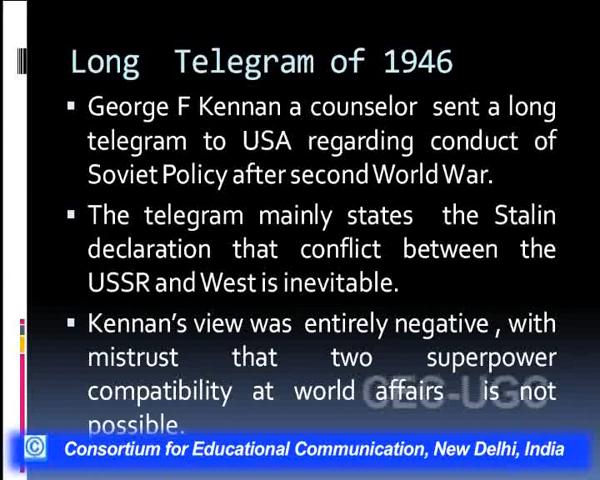 Long Telegram of 1946
▪ George F Kennan a counselor sent a long
telegram to USA regarding conduct of
Soviet Policy after second World War.
▪ The telegram mainly states the Stalin
declaration that conflict between the
USSR and West is inevitable.
▪ Kennan's view was entirely negative , with
mistrust that two superpower
compatibility at world affairs is not
possible.
CEC-UGC
© Consortium for Educational Communication, New Delhi, India